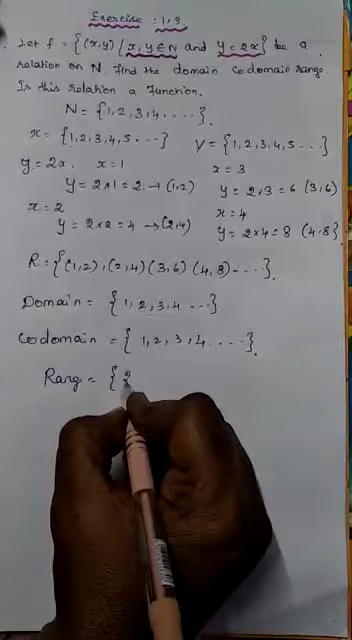 Exercise : 1.3.
Let f = {(x,y) / x, y ∈ N and y = 2x} be a
relation on N. find the domain codomain range.
Is this relation a function.
N = {1, 2, 3, 4 . . . .}.
x = {1, 2, 3, 4, 5 ...} y = {1, 2, 3, 4, 5 ...}
y = 2x. x = 1 x = 3
y = 2×1 = 2 → (1,2) y = 2×3 = 6 (3,6)
x = 2 x = 4
y = 2×2 = 4 → (2,4) y = 2×4 = 8 (4,8)
R = {(1,2), (2,4) (3,6) (4,8) - ...}.
Domain = {1, 2, 3, 4 ...}
Codomain = {1, 2, 3, 4. ....}.
Rang = { 2